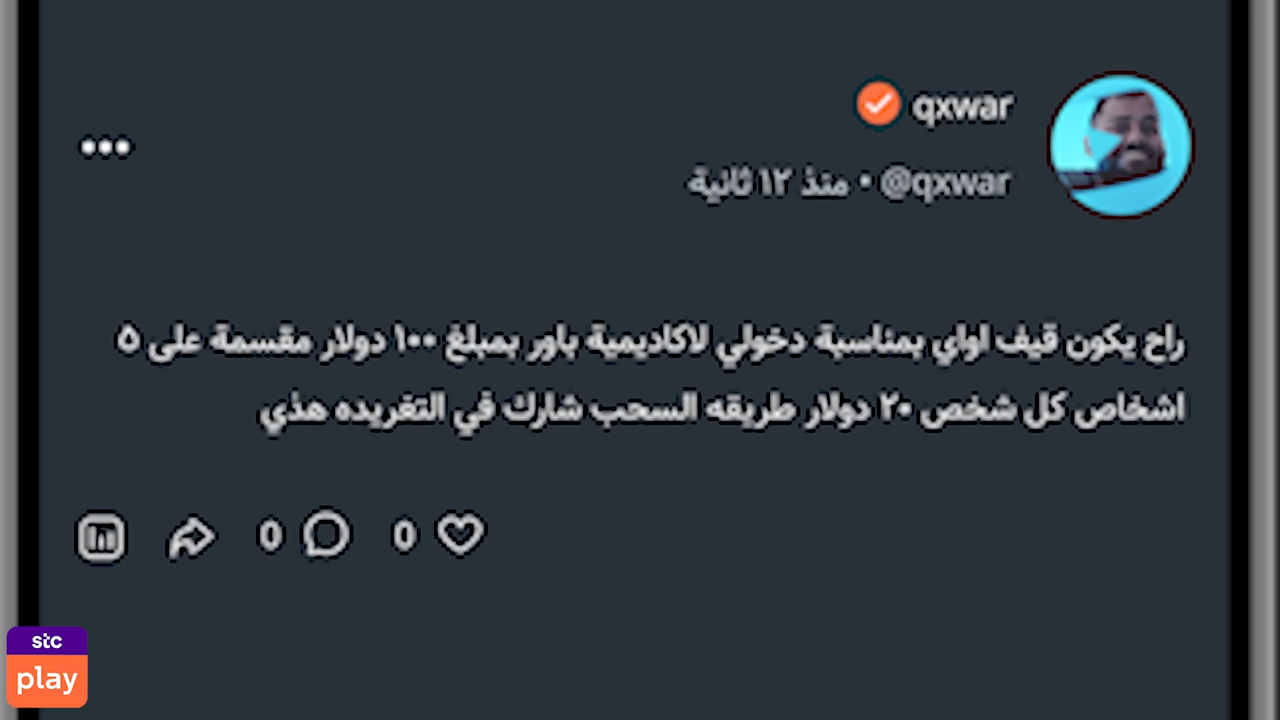 qxwar
@qxwar • منذ ١٢ ثانية
راح يكون قيف اواي بمناسبة دخولي لاكاديمية باور بمبلغ ١٠٠ دولار مقسمة على ٥
اشخاص كل شخص ٢٠ دولار طريقه السحب شارك في التغريده هذي
0 0
stc
play